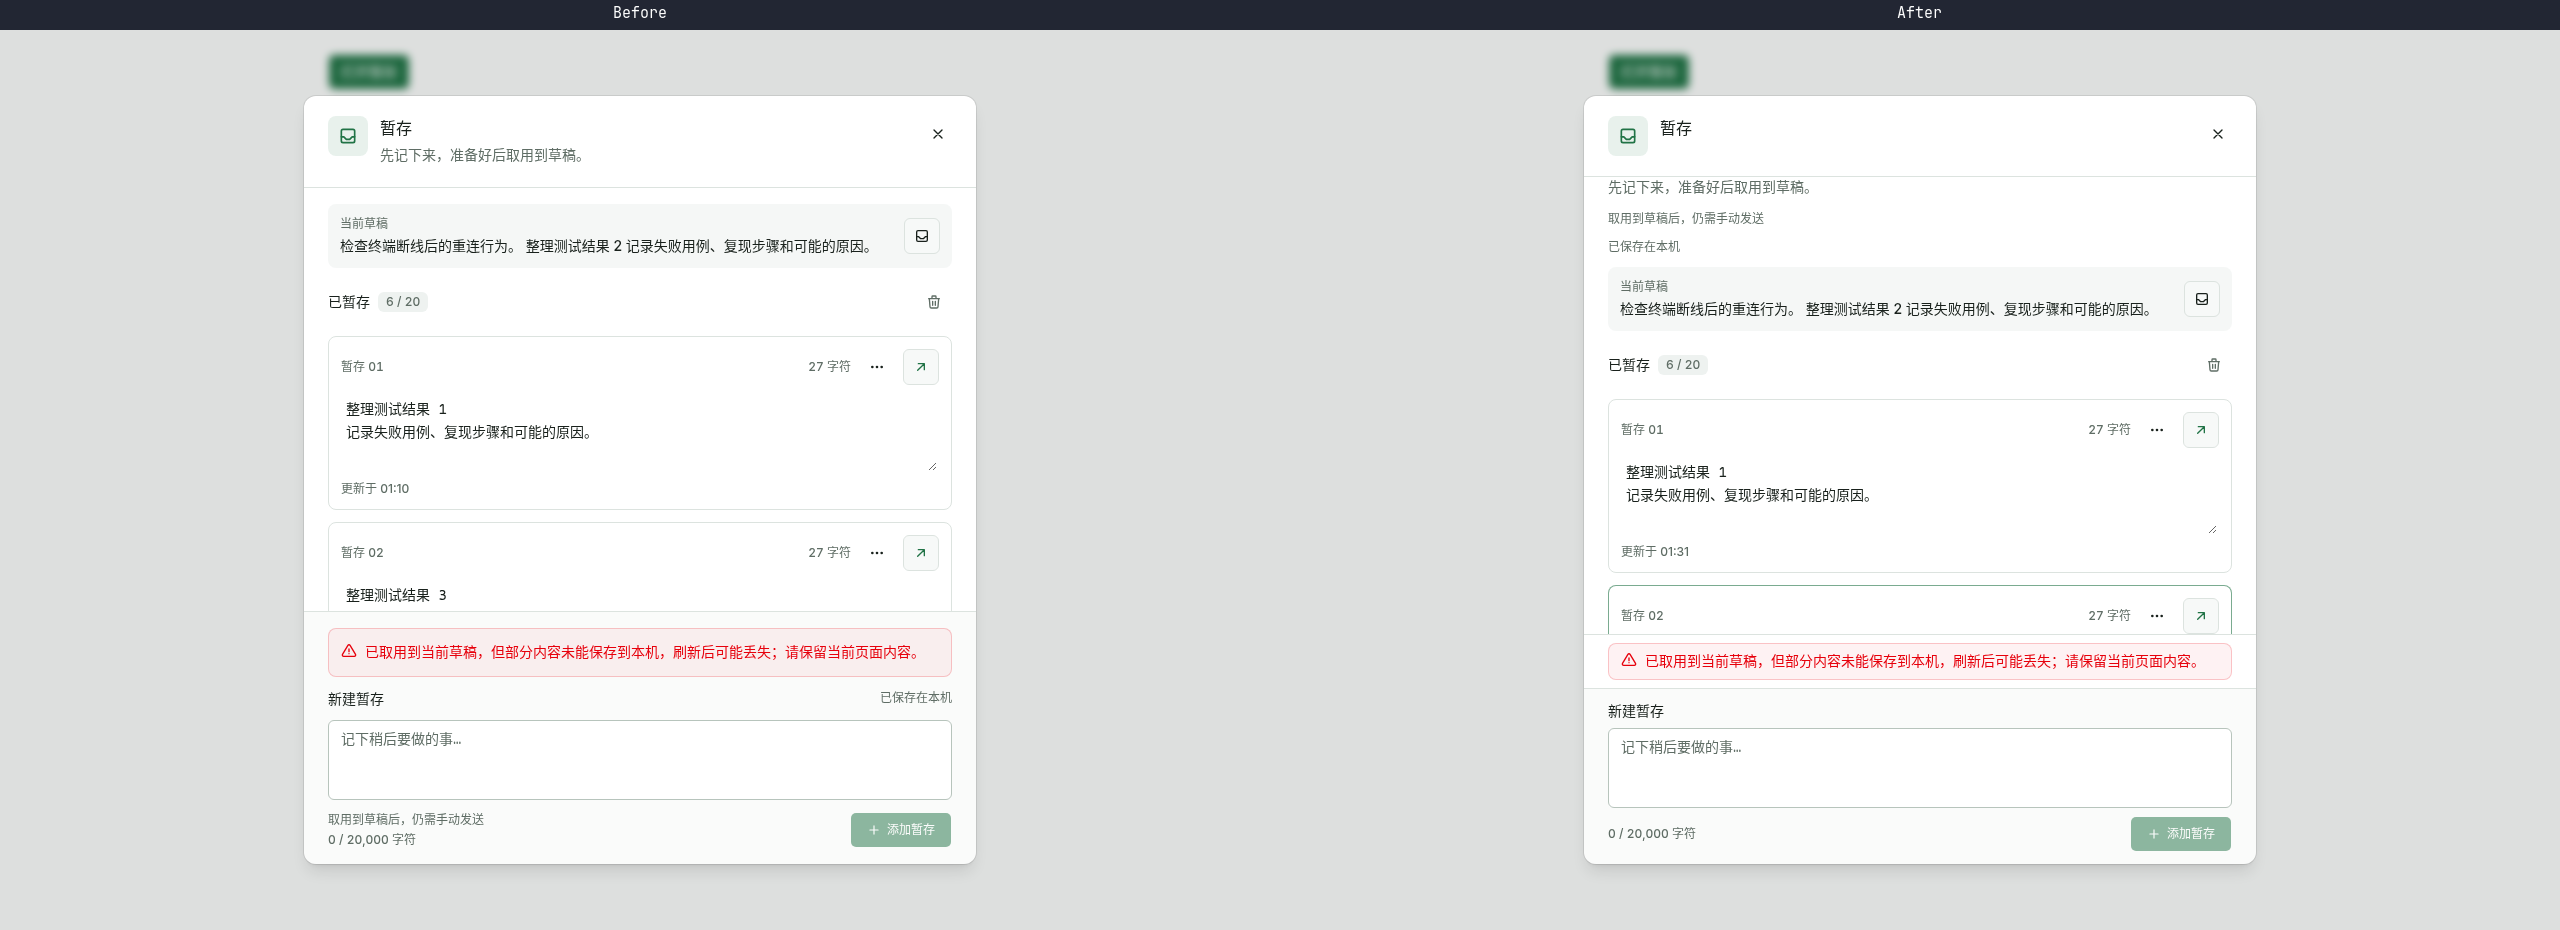 Before
暂存
先记下来，准备好后取用到草稿。
当前草稿
检查终端断线后的重连行为。 整理测试结果 2 记录失败用例、复现步骤和可能的原因。
已暂存 6 / 20
暂存 01 27 字符
整理测试结果 1
记录失败用例、复现步骤和可能的原因。
更新于 01:10
暂存 02 27 字符
整理测试结果 3
已取用到当前草稿，但部分内容未能保存到本机，刷新后可能丢失；请保留当前页面内容。
新建暂存 已保存在本机
记下稍后要做的事…
取用到草稿后，仍需手动发送
0 / 20,000 字符
添加暂存
After
暂存
先记下来，准备好后取用到草稿。
取用到草稿后，仍需手动发送
已保存在本机
当前草稿
检查终端断线后的重连行为。 整理测试结果 2 记录失败用例、复现步骤和可能的原因。
已暂存 6 / 20
暂存 01 27 字符
整理测试结果 1
记录失败用例、复现步骤和可能的原因。
更新于 01:31
暂存 02 27 字符
已取用到当前草稿，但部分内容未能保存到本机，刷新后可能丢失；请保留当前页面内容。
新建暂存
记下稍后要做的事…
0 / 20,000 字符
添加暂存